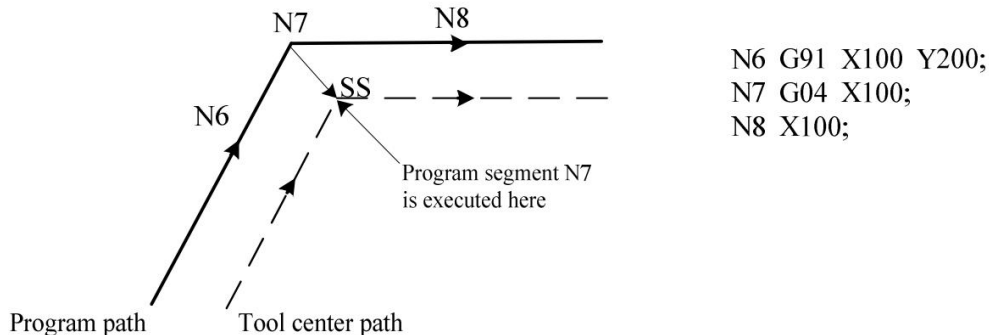 N7
N8
N6 G91 X100 Y200;
SS
N7 G04 X100;
N6
N8 X100;
Program segment N7
is executed here
Program path
Tool center path